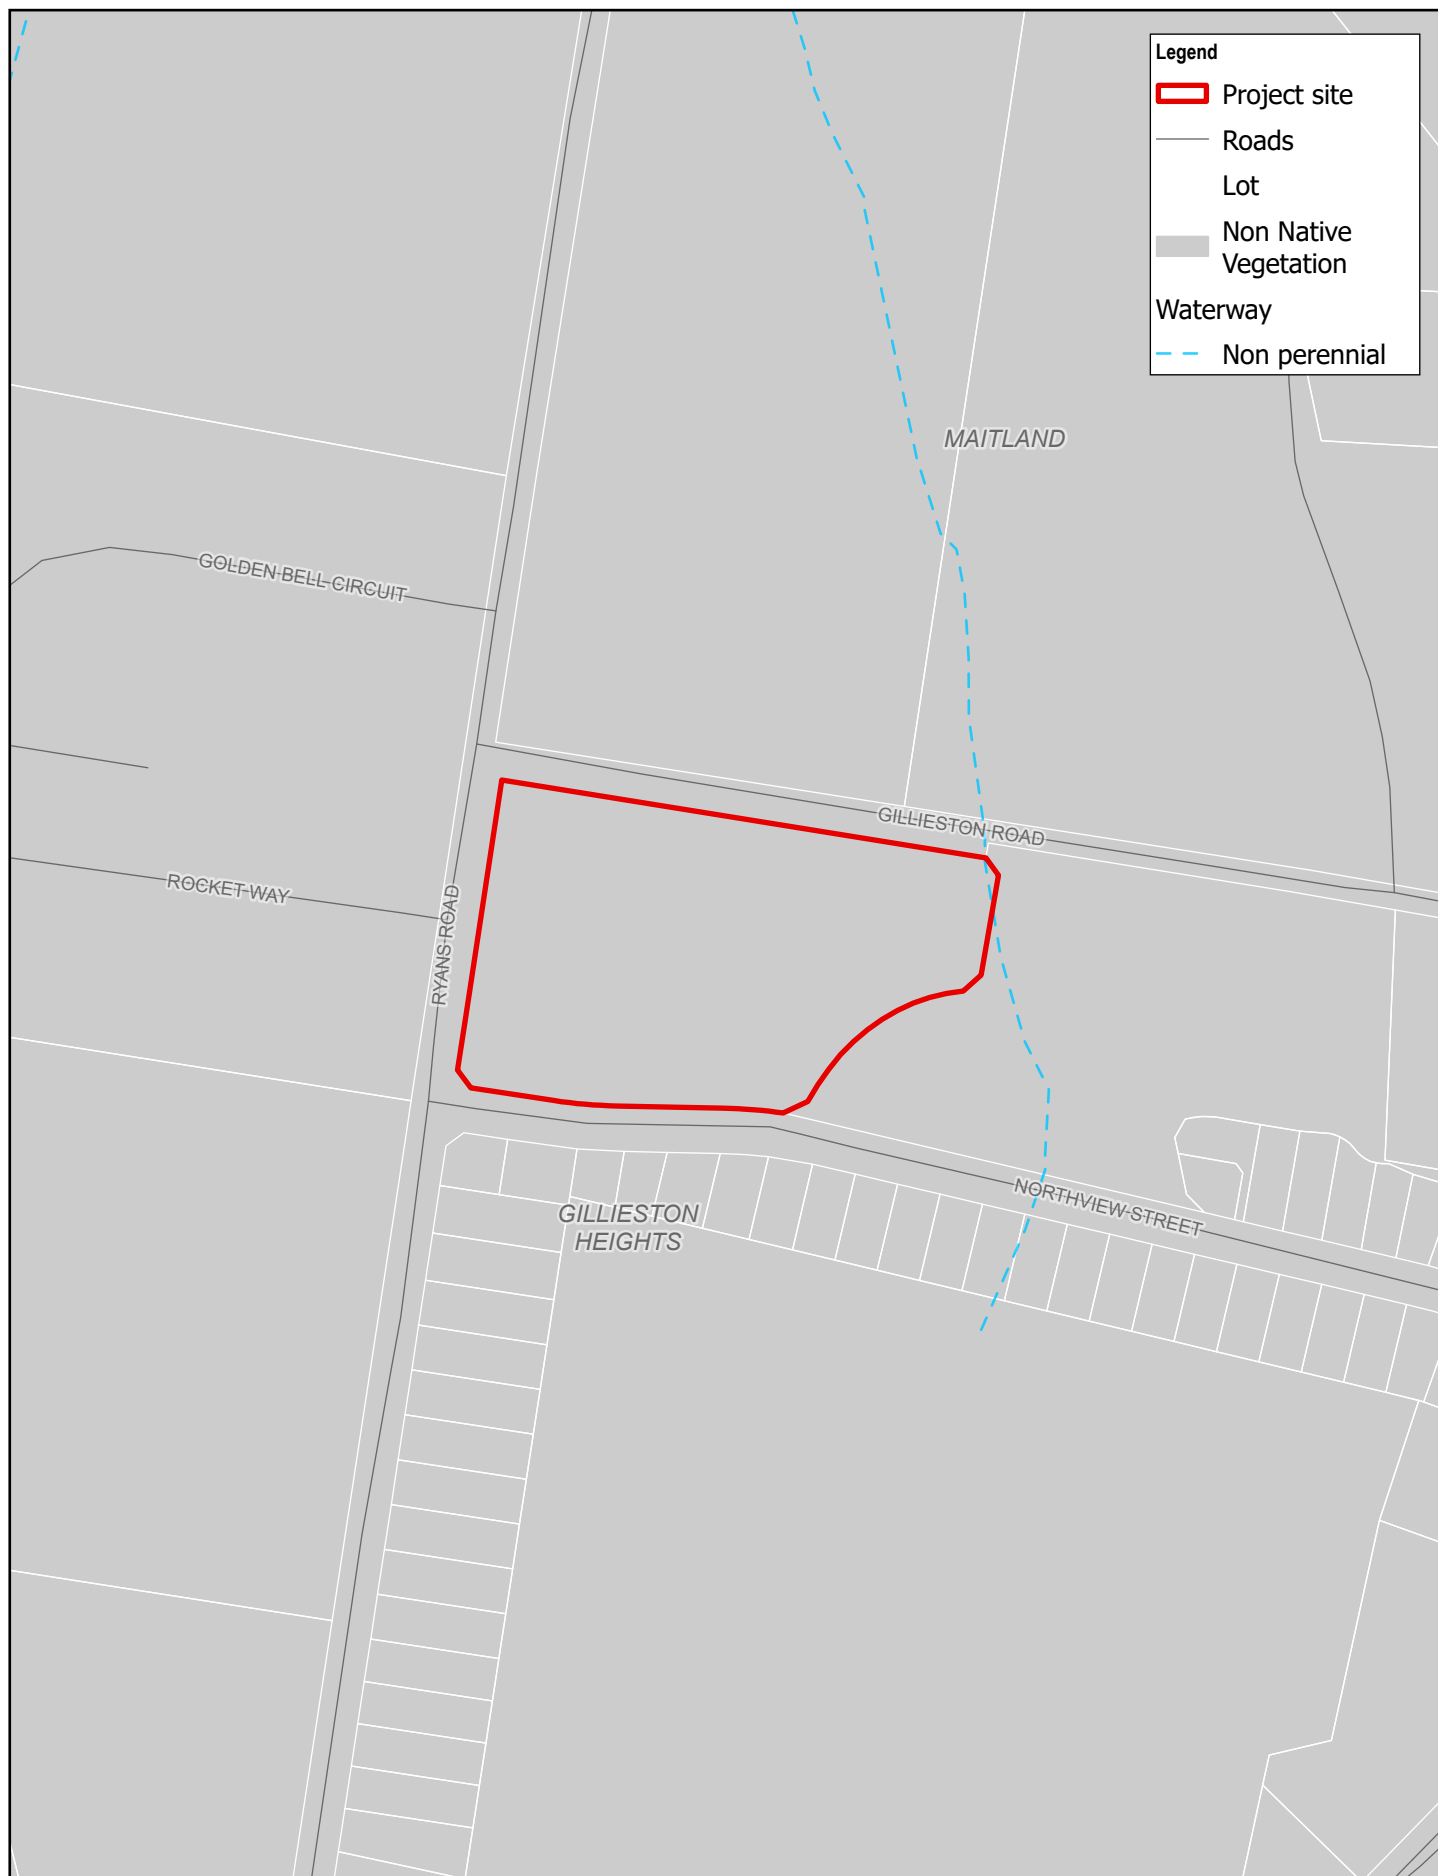 Legend
Project site
Roads
Lot
Non Native
Vegetation
Waterway
Non perennial
MAITLAND
GOLDEN BELL CIRCUIT
GILLIESTON ROAD
ROCKET WAY
RYANS ROAD
NORTHVIEW STREET
GILLIESTON
HEIGHTS